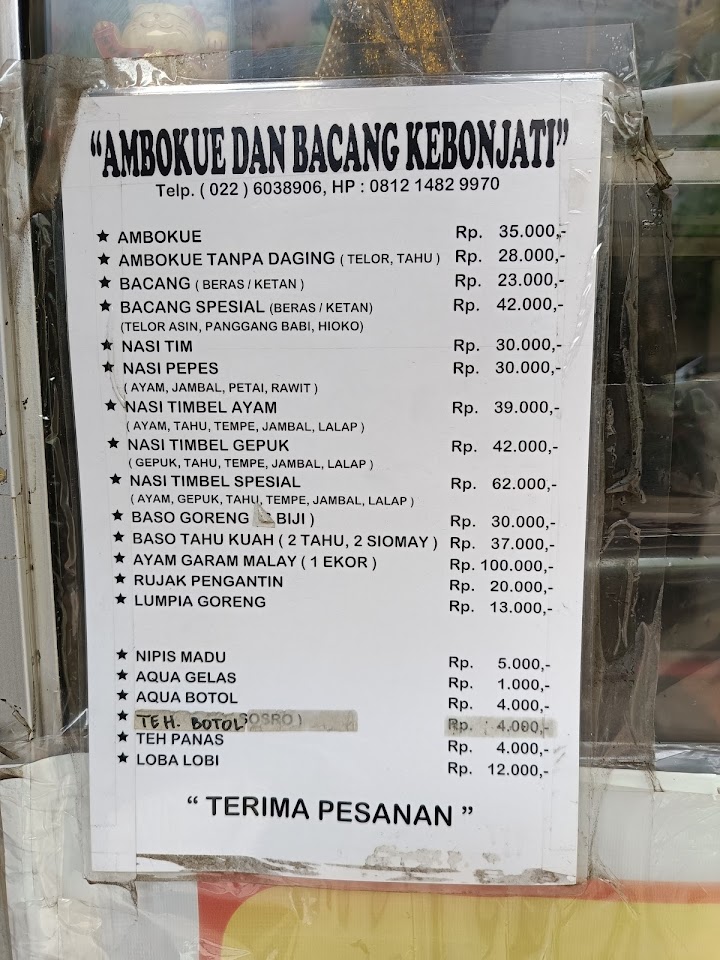 “AMBOKUE DAN BACANG KEBONJATI”
Telp. ( 022 ) 6038906, HP : 0812 1482 9970
★ AMBOKUE Rp. 35.000,-
★ AMBOKUE TANPA DAGING ( TELOR, TAHU ) Rp. 28.000,-
★ BACANG ( BERAS / KETAN ) Rp. 23.000,-
★ BACANG SPESIAL (BERAS / KETAN) Rp. 42.000,-
(TELOR ASIN, PANGGANG BABI, HIOKO)
★ NASI TIM Rp. 30.000,-
★ NASI PEPES Rp. 30.000,-
( AYAM, JAMBAL, PETAI, RAWIT )
★ NASI TIMBEL AYAM Rp. 39.000,-
( AYAM, TAHU, TEMPE, JAMBAL, LALAP )
★ NASI TIMBEL GEPUK Rp. 42.000,-
( GEPUK, TAHU, TEMPE, JAMBAL, LALAP )
★ NASI TIMBEL SPESIAL Rp. 62.000,-
( AYAM, GEPUK, TAHU, TEMPE, JAMBAL, LALAP )
★ BASO GORENG BIJI ) Rp. 30.000,-
★ BASO TAHU KUAH ( 2 TAHU, 2 SIOMAY ) Rp. 37.000,-
★ AYAM GARAM MALAY ( 1 EKOR ) Rp. 100.000,-
★ RUJAK PENGANTIN Rp. 20.000,-
★ LUMPIA GORENG Rp. 13.000,-
★ NIPIS MADU Rp. 5.000,-
★ AQUA GELAS Rp. 1.000,-
★ AQUA BOTOL Rp. 4.000,-
★ TEH. BOTOL SOSRO ) Rp. 4.000,-
★ TEH PANAS Rp. 4.000,-
★ LOBA LOBI Rp. 12.000,-
“ TERIMA PESANAN ”